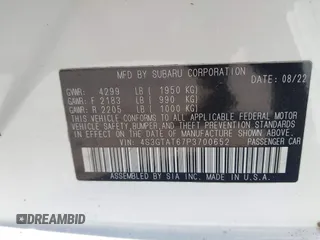 MFD BY SUBARU CORPORATION 08/22
GVWR: 4299 LB ( 1950 KG)
GAWR: F 2183 LB ( 990 KG)
GAWR: R 2205 LB ( 1000 KG)
THIS VEHICLE CONFORMS TO ALL APPLICABLE FEDERAL MOTOR
VEHICLE SAFETY, BUMPER, AND THEFT PREVENTION STANDARDS
IN EFFECT ON THE DATE OF MANUFACTURE SHOWN ABOVE.
VIN: 4S3GTAT67P3700652 PASSENGER CAR
ASSEMBLED BY SIA INC. IN U.S.A.
DREAMBID